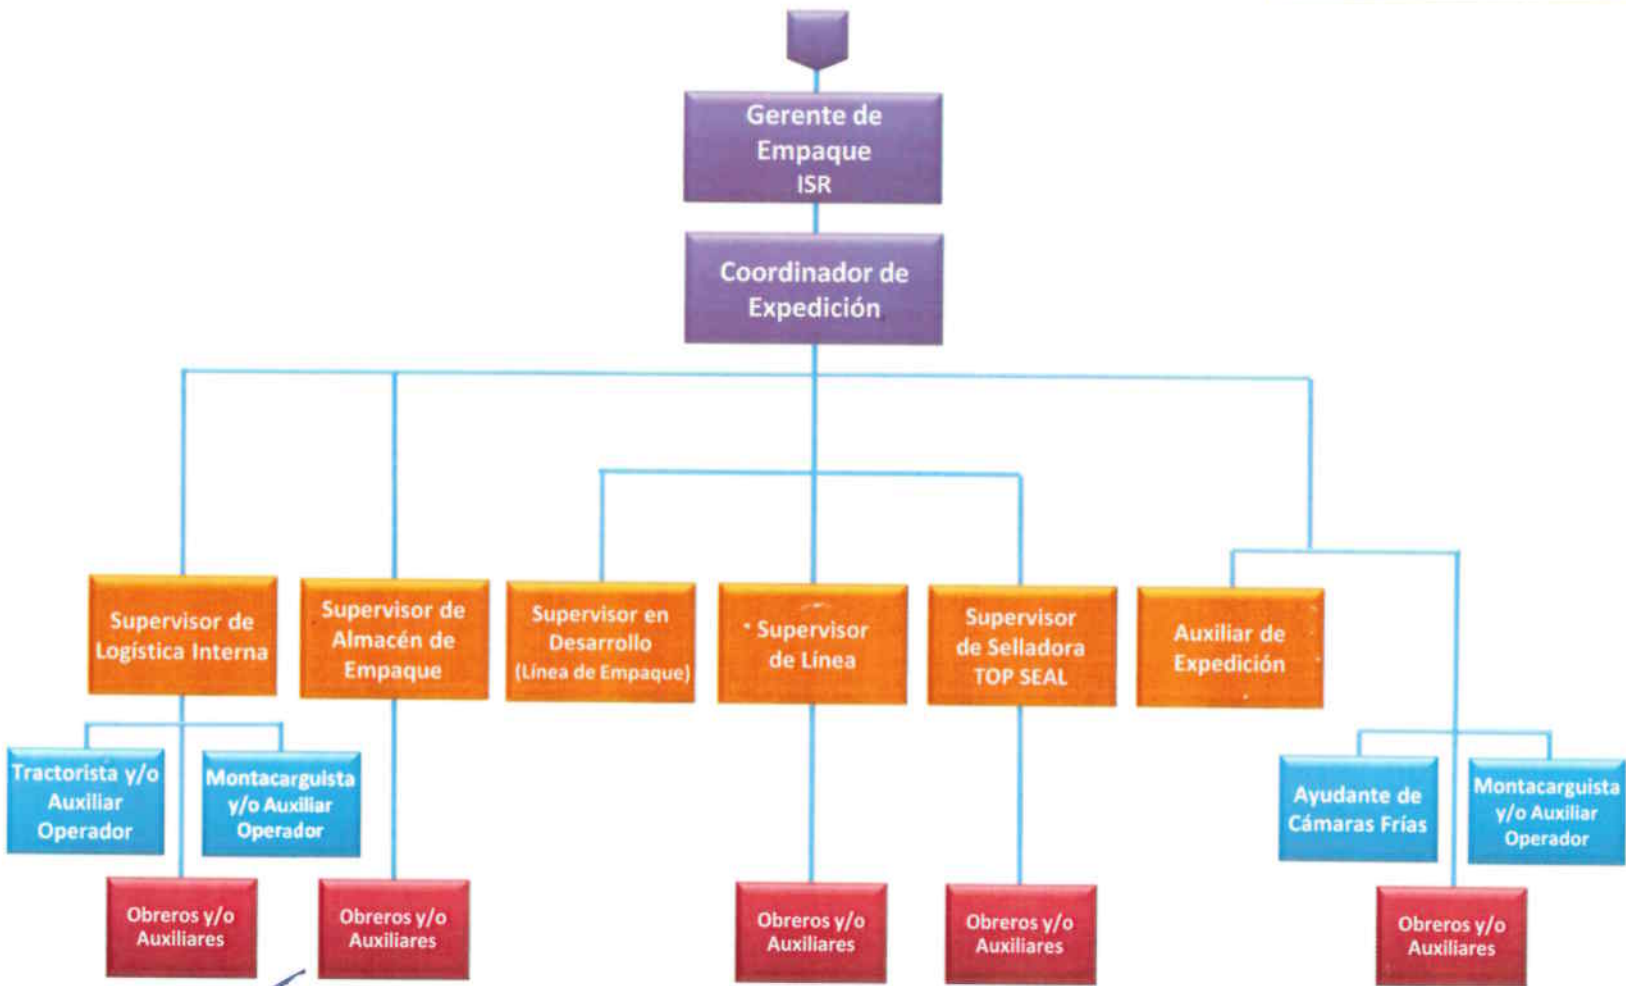 Gerente de
Empaque
ISR
Coordinador de
Expedición
Supervisor de
Logística Interna
Supervisor de
Almacén de
Empaque
Supervisor en
Desarrollo
(Línea de Empaque)
Supervisor
de Línea
Supervisor
de Selladora
TOP SEAL
Auxiliar de
Expedición
Tractorista y/o
Auxiliar
Operador
Montacarguista
y/o Auxiliar
Operador
Ayudante de
Cámaras Frías
Montacarguista
y/o Auxiliar
Operador
Obreros y/o
Auxiliares
Obreros y/o
Auxiliares
Obreros y/o
Auxiliares
Obreros y/o
Auxiliares
Obreros y/o
Auxiliares